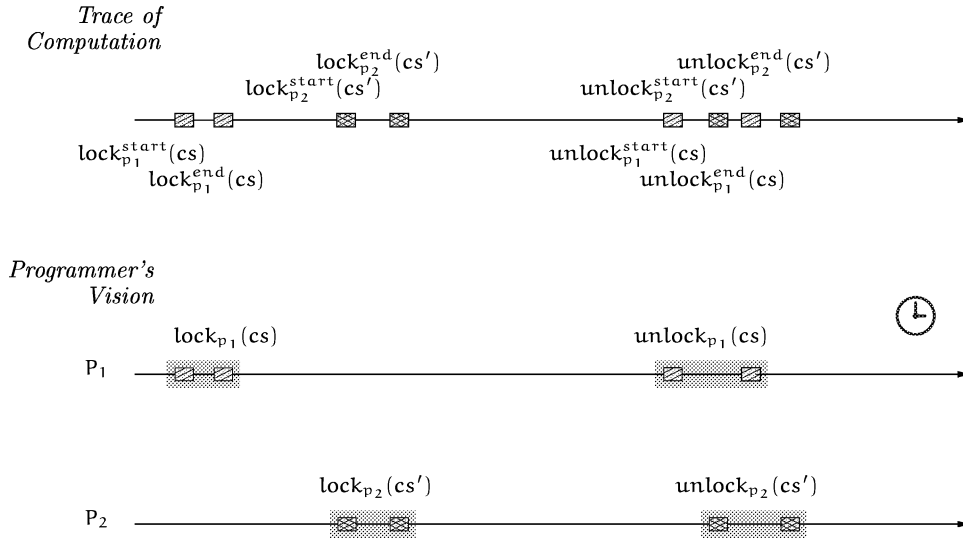 Trace of
Computation
lock_{p_2}^{end}(cs′) unlock_{p_2}^{end}(cs′)
lock_{p_2}^{start}(cs′) unlock_{p_2}^{start}(cs′)
lock_{p_1}^{start}(cs) unlock_{p_1}^{start}(cs)
lock_{p_1}^{end}(cs) unlock_{p_1}^{end}(cs)
Programmer's
Vision
lock_{p_1}(cs) unlock_{p_1}(cs)
P_1
lock_{p_2}(cs′) unlock_{p_2}(cs′)
P_2